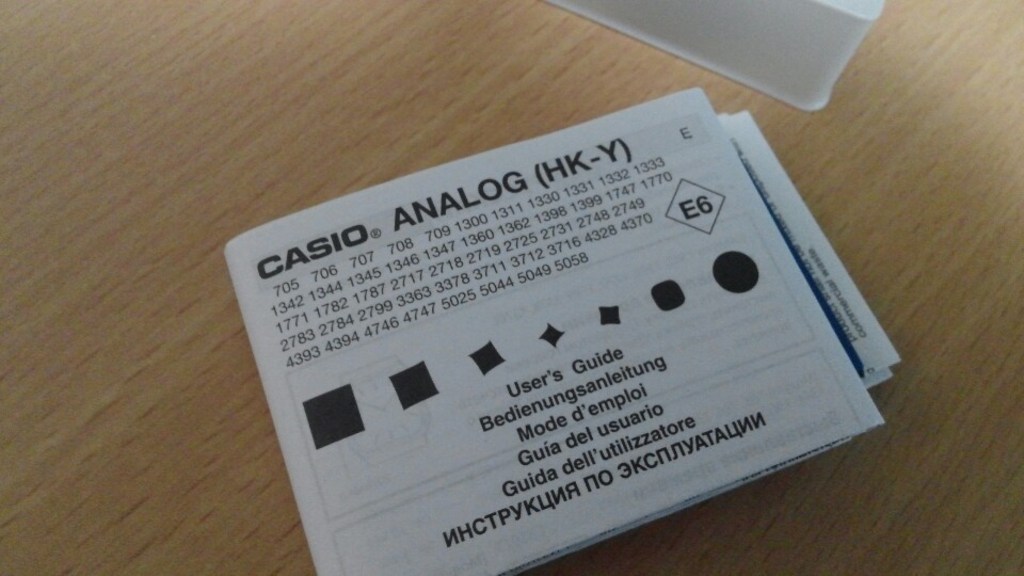 E
CASIO® ANALOG (HK-Y)
705 706 707 708 709 1300 1311 1330 1331 1332 1333
1342 1344 1345 1346 1347 1360 1362 1398 1399 1747 1770
1771 1782 1787 2717 2718 2719 2725 2731 2748 2749
2783 2784 2799 3363 3378 3711 3712 3716 4328 4370
4393 4394 4746 4747 5025 5044 5049 5058
E6
User's Guide
Bedienungsanleitung
Mode d'emploi
Guía del usuario
Guida dell'utilizzatore
ИНСТРУКЦИЯ ПО ЭКСПЛУАТАЦИИ